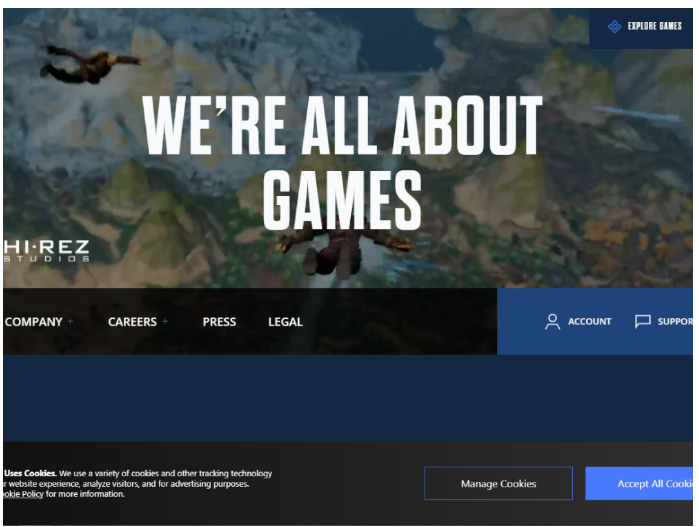 EXPLORE GAMES
WE'RE ALL ABOUT
GAMES
HI·REZ
STUDIOS
COMPANY +
CAREERS +
PRESS
LEGAL
ACCOUNT
SUPPOR
Uses Cookies. We use a variety of cookies and other tracking technology
r website experience, analyze visitors, and for advertising purposes.
ookie Policy for more information.
Manage Cookies
Accept All Cookie